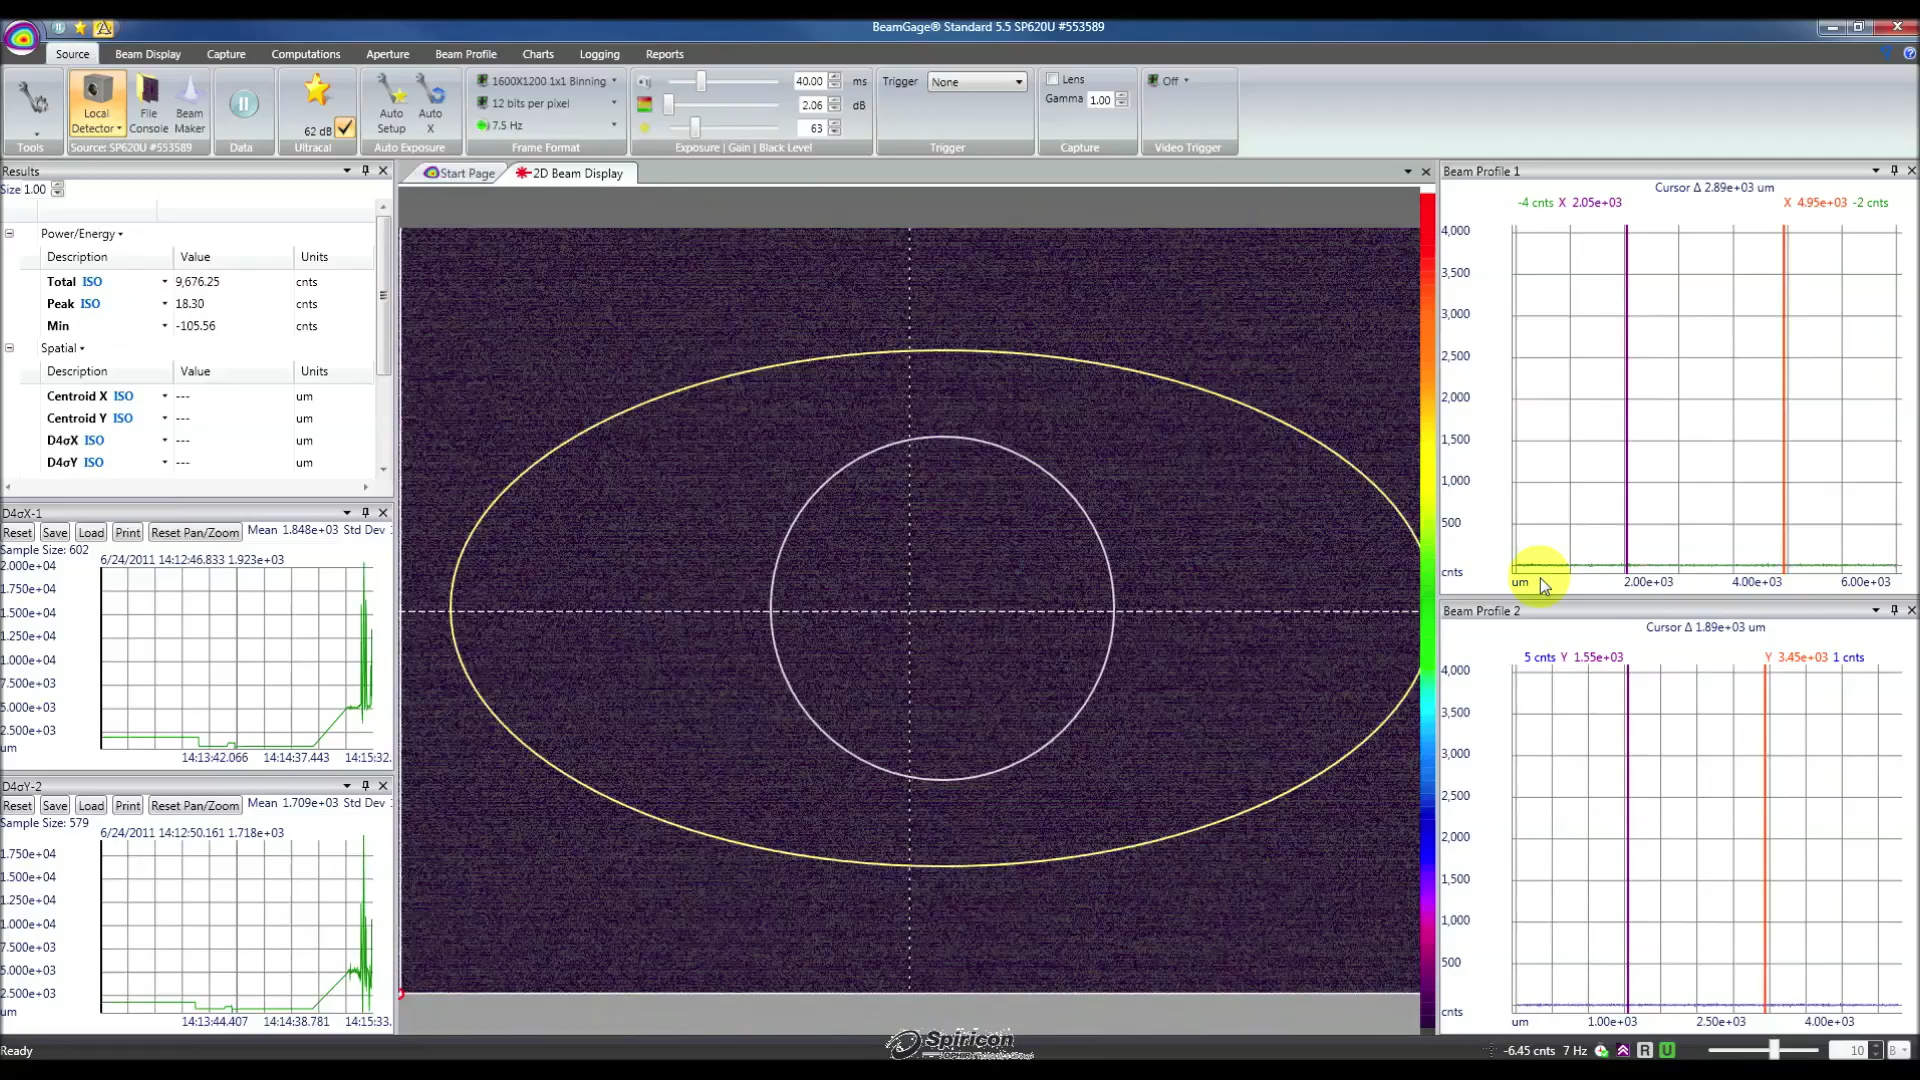 BeamGage® Standard 5.5 SP620U #553589
Source Beam Display Capture Computations Aperture Beam Profile Charts Logging Reports
Local Detector File Console Beam Maker
62 dB
Auto Setup Auto X
1600X1200 1x1 Binning
12 bits per pixel
7.5 Hz
40.00 ms
2.06 dB
63
Trigger None
Lens
Gamma 1.00
Off
Tools Source: SP620U #553589 Data Ultracal Auto Exposure Frame Format Exposure | Gain | Black Level Trigger Capture Video Trigger
Results
Size 1.00
Power/Energy
Description Value Units
Total ISO 9,676.25 cnts
Peak ISO 18.30 cnts
Min -105.56 cnts
Spatial
Description Value Units
Centroid X ISO --- um
Centroid Y ISO --- um
D4σX ISO --- um
D4σY ISO --- um
D4σX-1
Reset Save Load Print Reset Pan/Zoom Mean 1.848e+03 Std Dev
Sample Size: 602
6/24/2011 14:12:46.833 1.923e+03
2.000e+04
1.750e+04
1.500e+04
1.250e+04
1.000e+04
7.500e+03
5.000e+03
2.500e+03
um
14:13:42.066 14:14:37.443 14:15:32.
D4σY-2
Reset Save Load Print Reset Pan/Zoom Mean 1.709e+03 Std Dev
Sample Size: 579
6/24/2011 14:12:50.161 1.718e+03
1.750e+04
1.500e+04
1.250e+04
1.000e+04
7.500e+03
5.000e+03
2.500e+03
um
14:13:44.407 14:14:38.781 14:15:33.
Start Page 2D Beam Display
Spiricon
Beam Profile 1
Cursor Δ 2.89e+03 um
-4 cnts X 2.05e+03 X 4.95e+03 -2 cnts
4,000
3,500
3,000
2,500
2,000
1,500
1,000
500
cnts
um 2.00e+03 4.00e+03 6.00e+03
Beam Profile 2
Cursor Δ 1.89e+03 um
5 cnts Y 1.55e+03 Y 3.45e+03 1 cnts
4,000
3,500
3,000
2,500
2,000
1,500
1,000
500
cnts
um 1.00e+03 2.50e+03 4.00e+03
Ready
-6.45 cnts 7 Hz R U 10 B